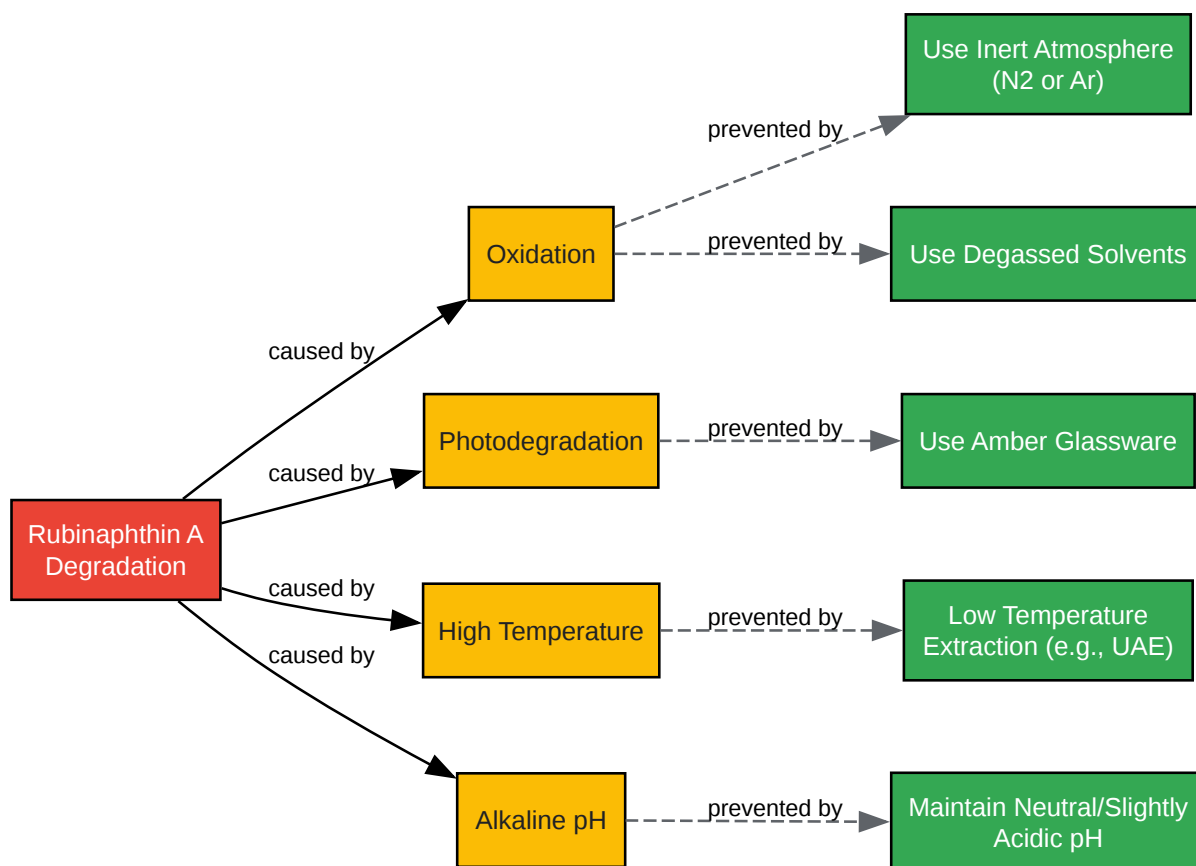 Use Inert Atmosphere
(N2 or Ar)
prevented by
Oxidation
prevented by
Use Degassed Solvents
caused by
Photodegradation
prevented by
Use Amber Glassware
caused by
Rubinaphthin A
Degradation
caused by
High Temperature
prevented by
Low Temperature
Extraction (e.g., UAE)
caused by
Alkaline pH
prevented by
Maintain Neutral/Slightly
Acidic pH